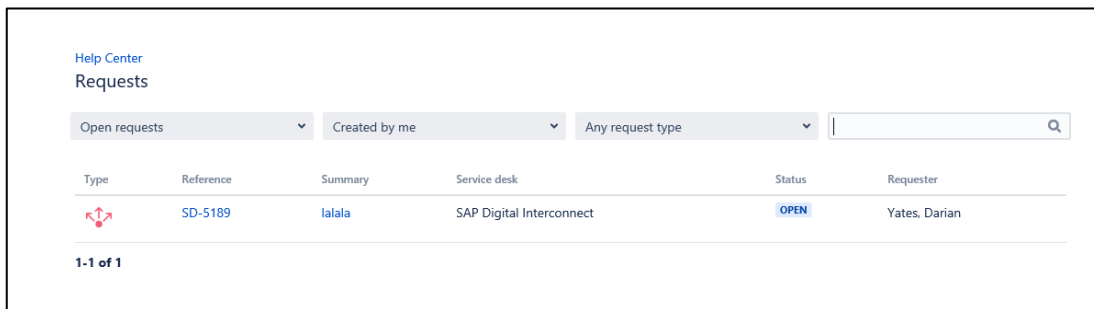 Help Center
Requests
Open requests Created by me Any request type
Type Reference Summary Service desk Status Requester
SD-5189 lalala SAP Digital Interconnect OPEN Yates, Darian
1-1 of 1